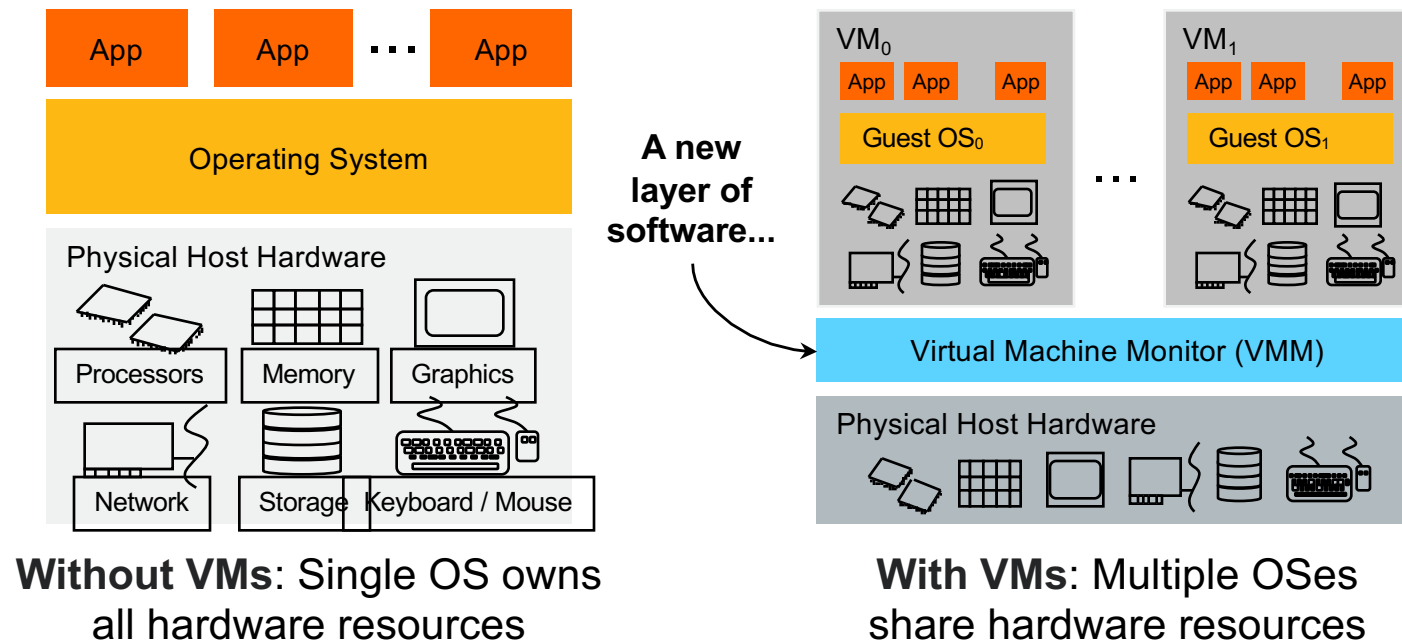 App App ... App
Operating System
Physical Host Hardware
Processors Memory Graphics
Network Storage Keyboard / Mouse
Without VMs: Single OS owns
all hardware resources
A new
layer of
software...
VM₀
App App App
Guest OS₀
...
VM₁
App App App
Guest OS₁
Virtual Machine Monitor (VMM)
Physical Host Hardware
With VMs: Multiple OSes
share hardware resources